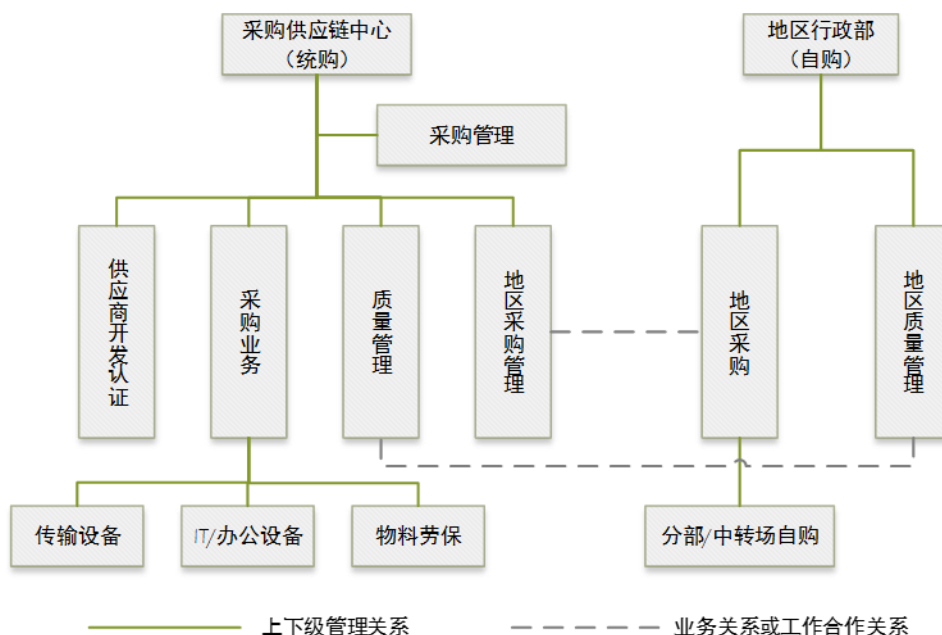 采购供应链中心
（统购）
地区行政部
（自购）
采购管理
供应商开发认证
采购业务
质量管理
地区采购管理
地区采购
地区质量管理
传输设备
IT/办公设备
物料劳保
分部/中转场自购
上下级管理关系
业务关系或工作合作关系